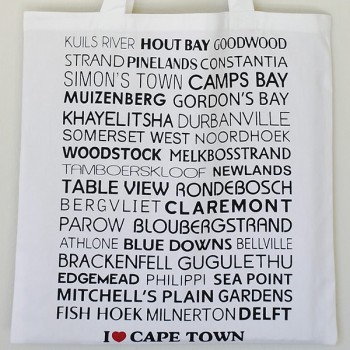 KUILS RIVER HOUT BAY GOODWOOD
STRAND PINELANDS CONSTANTIA
SIMON'S TOWN CAMPS BAY
MUIZENBERG GORDON'S BAY
KHAYELITSHA DURBANVILLE
SOMERSET WEST NOORDHOEK
WOODSTOCK MELKBOSSTRAND
TAMBOERSKLOOF NEWLANDS
TABLE VIEW RONDEBOSCH
BERGVLIET CLAREMONT
PAROW BLOUBERGSTRAND
ATHLONE BLUE DOWNS BELLVILLE
BRACKENFELL GUGULETHU
EDGEMEAD PHILIPPI SEA POINT
MITCHELL'S PLAIN GARDENS
FISH HOEK MILNERTON DELFT
I ❤ CAPE TOWN